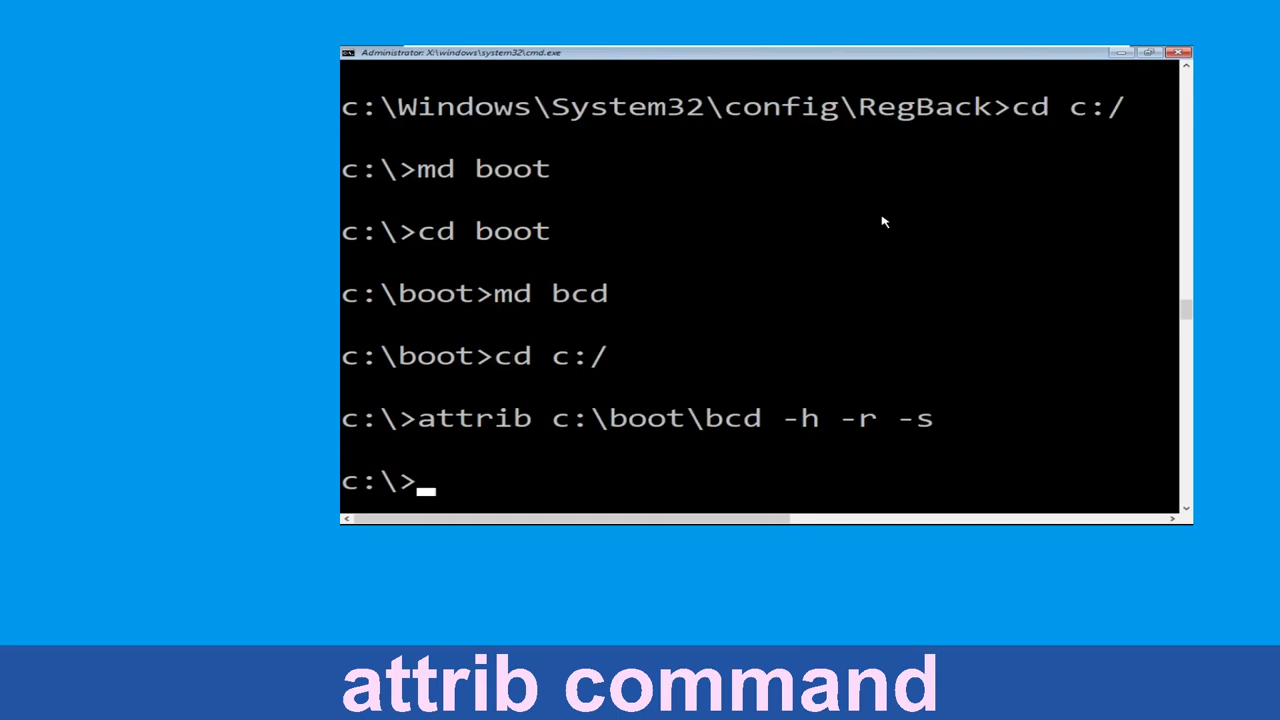 Administrator: X:\windows\system32\cmd.exe
c:\Windows\System32\config\RegBack>cd c:/
c:\>md boot
c:\>cd boot
c:\boot>md bcd
c:\boot>cd c:/
c:\>attrib c:\boot\bcd -h -r -s
c:\>
attrib command